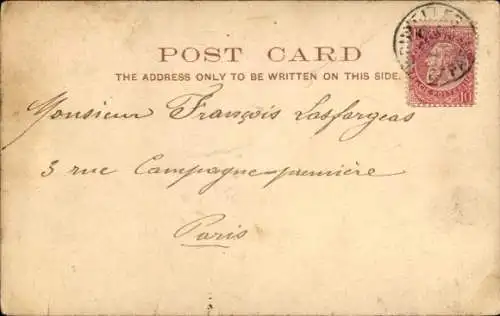 POST CARD
THE ADDRESS ONLY TO BE WRITTEN ON THIS SIDE.
10
Monsieur François Lasfargeas
3 rue Campagne-première
Paris